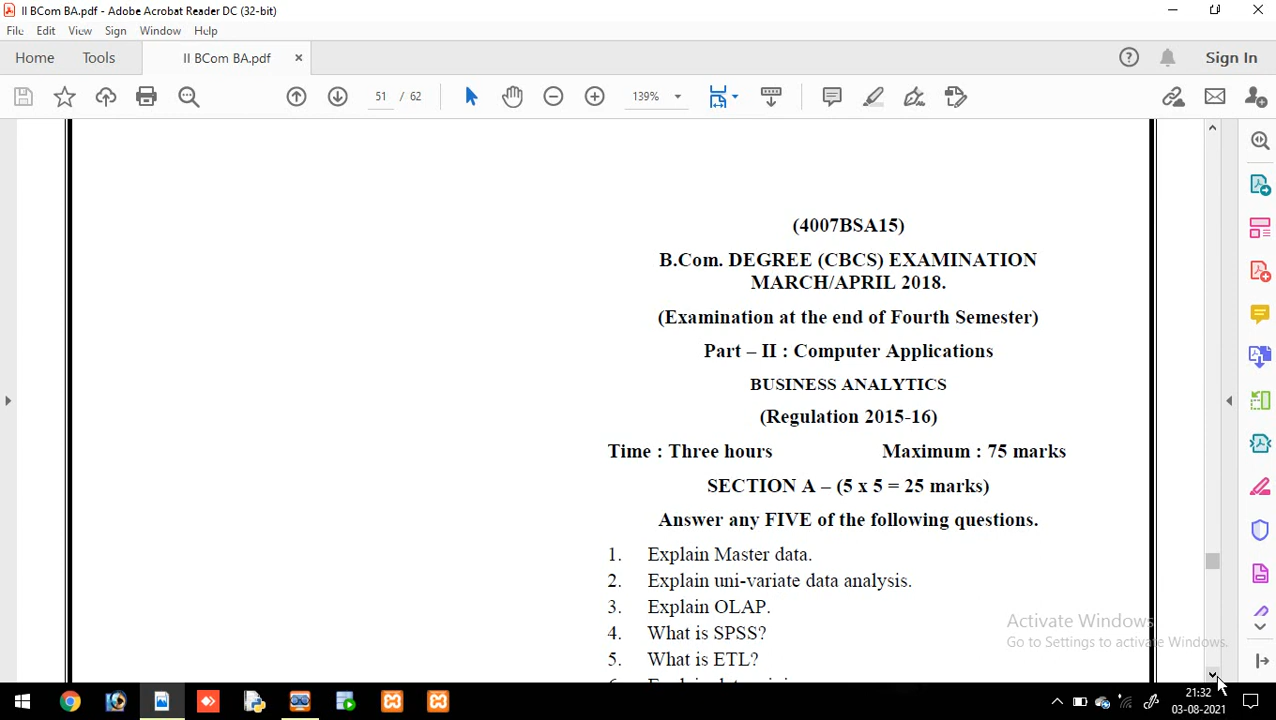 II BCom BA.pdf - Adobe Acrobat Reader DC (32-bit)
File Edit View Sign Window Help
Home Tools II BCom BA.pdf Sign In
51 / 62 139%
(4007BSA15)
B.Com. DEGREE (CBCS) EXAMINATION
MARCH/APRIL 2018.
(Examination at the end of Fourth Semester)
Part – II : Computer Applications
BUSINESS ANALYTICS
(Regulation 2015-16)
Time : Three hours Maximum : 75 marks
SECTION A – (5 x 5 = 25 marks)
Answer any FIVE of the following questions.
1. Explain Master data.
2. Explain uni-variate data analysis.
3. Explain OLAP.
4. What is SPSS?
5. What is ETL?
Activate Windows
Go to Settings to activate Windows.
21:32
03-08-2021